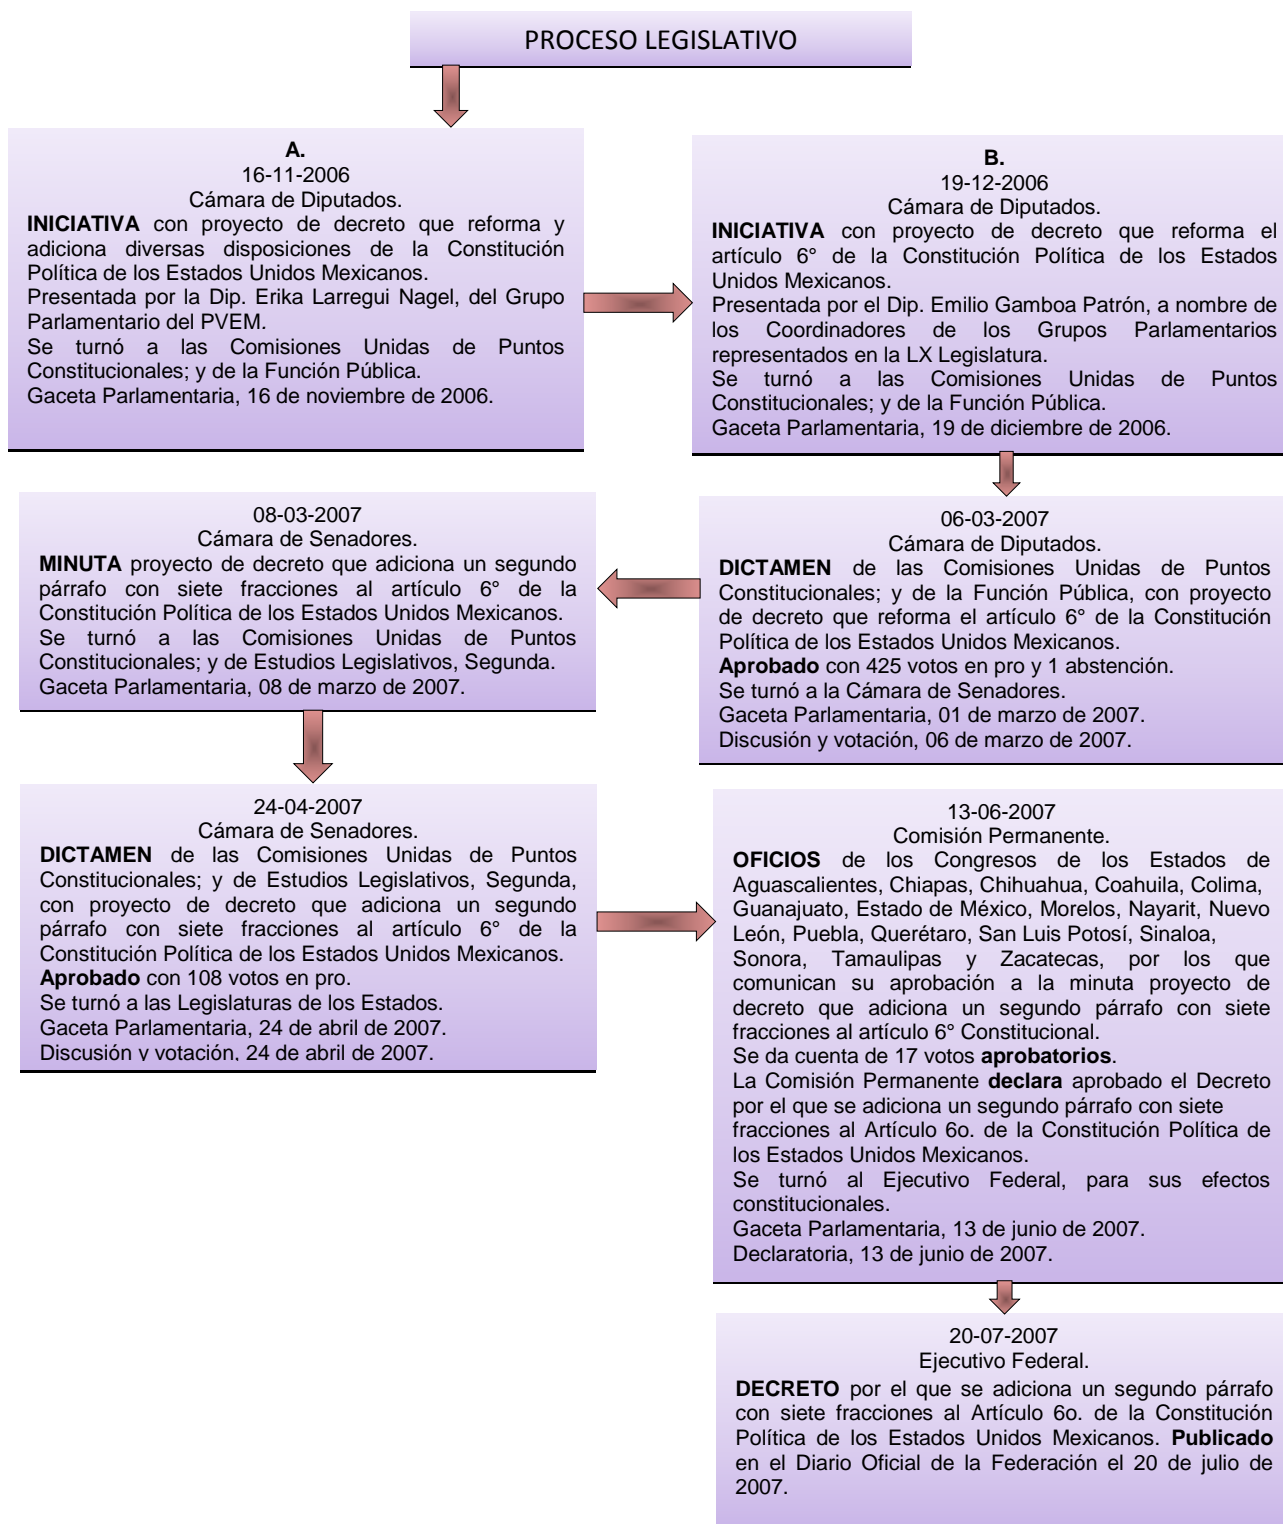 PROCESO LEGISLATIVO
A.
16-11-2006
Cámara de Diputados.
INICIATIVA con proyecto de decreto que reforma y
adiciona diversas disposiciones de la Constitución
Política de los Estados Unidos Mexicanos.
Presentada por la Dip. Erika Larregui Nagel, del Grupo
Parlamentario del PVEM.
Se turnó a las Comisiones Unidas de Puntos
Constitucionales; y de la Función Pública.
Gaceta Parlamentaria, 16 de noviembre de 2006.
B.
19-12-2006
Cámara de Diputados.
INICIATIVA con proyecto de decreto que reforma el
artículo 6° de la Constitución Política de los Estados
Unidos Mexicanos.
Presentada por el Dip. Emilio Gamboa Patrón, a nombre de
los Coordinadores de los Grupos Parlamentarios
representados en la LX Legislatura.
Se turnó a las Comisiones Unidas de Puntos
Constitucionales; y de la Función Pública.
Gaceta Parlamentaria, 19 de diciembre de 2006.
06-03-2007
Cámara de Diputados.
DICTAMEN de las Comisiones Unidas de Puntos
Constitucionales; y de la Función Pública, con proyecto
de decreto que reforma el artículo 6° de la Constitución
Política de los Estados Unidos Mexicanos.
Aprobado con 425 votos en pro y 1 abstención.
Se turnó a la Cámara de Senadores.
Gaceta Parlamentaria, 01 de marzo de 2007.
Discusión y votación, 06 de marzo de 2007.
08-03-2007
Cámara de Senadores.
MINUTA proyecto de decreto que adiciona un segundo
párrafo con siete fracciones al artículo 6° de la
Constitución Política de los Estados Unidos Mexicanos.
Se turnó a las Comisiones Unidas de Puntos
Constitucionales; y de Estudios Legislativos, Segunda.
Gaceta Parlamentaria, 08 de marzo de 2007.
24-04-2007
Cámara de Senadores.
DICTAMEN de las Comisiones Unidas de Puntos
Constitucionales; y de Estudios Legislativos, Segunda,
con proyecto de decreto que adiciona un segundo
párrafo con siete fracciones al artículo 6° de la
Constitución Política de los Estados Unidos Mexicanos.
Aprobado con 108 votos en pro.
Se turnó a las Legislaturas de los Estados.
Gaceta Parlamentaria, 24 de abril de 2007.
Discusión y votación, 24 de abril de 2007.
13-06-2007
Comisión Permanente.
OFICIOS de los Congresos de los Estados de
Aguascalientes, Chiapas, Chihuahua, Coahuila, Colima,
Guanajuato, Estado de México, Morelos, Nayarit, Nuevo
León, Puebla, Querétaro, San Luis Potosí, Sinaloa,
Sonora, Tamaulipas y Zacatecas, por los que
comunican su aprobación a la minuta proyecto de
decreto que adiciona un segundo párrafo con siete
fracciones al artículo 6° Constitucional.
Se da cuenta de 17 votos aprobatorios.
La Comisión Permanente declara aprobado el Decreto
por el que se adiciona un segundo párrafo con siete
fracciones al Artículo 6o. de la Constitución Política de
los Estados Unidos Mexicanos.
Se turnó al Ejecutivo Federal, para sus efectos
constitucionales.
Gaceta Parlamentaria, 13 de junio de 2007.
Declaratoria, 13 de junio de 2007.
20-07-2007
Ejecutivo Federal.
DECRETO por el que se adiciona un segundo párrafo
con siete fracciones al Artículo 6o. de la Constitución
Política de los Estados Unidos Mexicanos. Publicado
en el Diario Oficial de la Federación el 20 de julio de
2007.